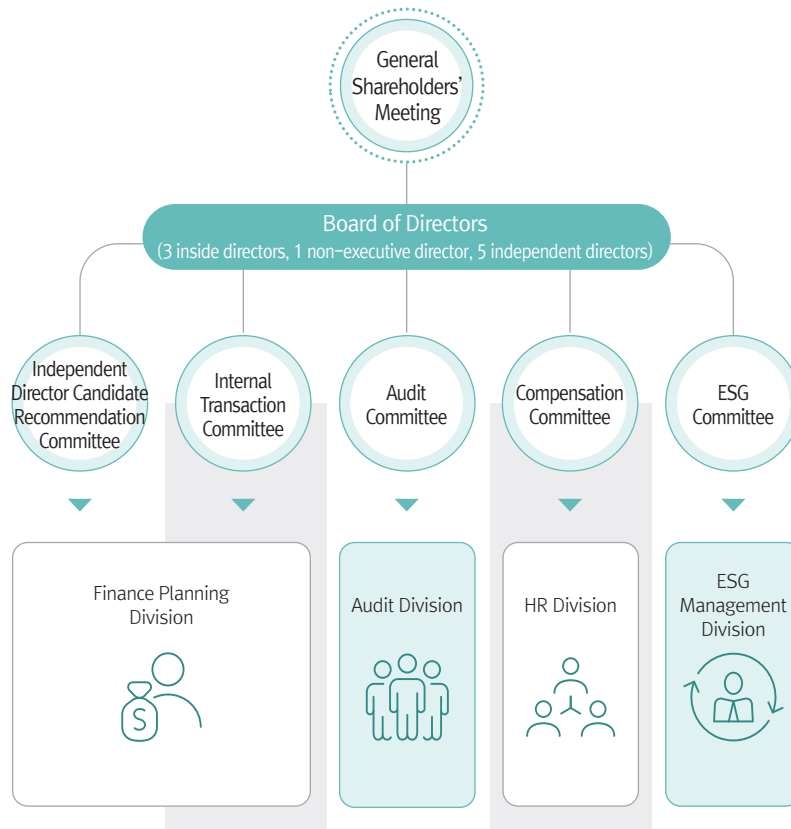 General
Shareholders’
Meeting
Board of Directors
(3 inside directors, 1 non-executive director, 5 independent directors)
Independent
Director Candidate
Recommendation
Committee
Internal
Transaction
Committee
Audit
Committee
Compensation
Committee
ESG
Committee
Finance Planning
Division
Audit Division
HR Division
ESG
Management
Division
S